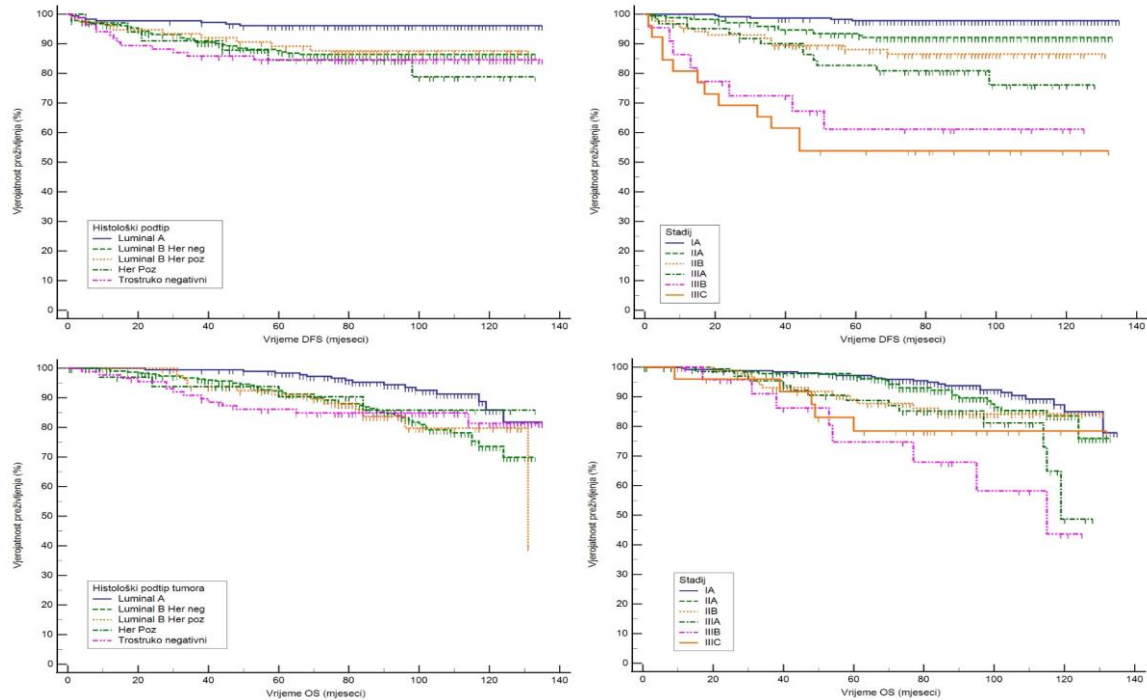 Vjerojatnost preživljenja (%)
100
90
80
70
60
50
40
30
20
10
0
Histološki podtip
Luminal A
Luminal B Her neg
Luminal B Her poz
Her Poz
Trostruko negativni
0 20 40 60 80 100 120 140
Vrijeme DFS (mjeseci)
Vjerojatnost preživljenja (%)
100
90
80
70
60
50
40
30
20
10
0
Stadij
IA
IIA
IIB
IIIA
IIIB
IIIC
0 20 40 60 80 100 120 140
Vrijeme DFS (mjeseci)
Vjerojatnost preživljenja (%)
100
90
80
70
60
50
40
30
20
10
0
Histološki podtip tumora
Luminal A
Luminal B Her neg
Luminal B Her poz
Her Poz
Trostruko negativni
0 20 40 60 80 100 120 140
Vrijeme OS (mjeseci)
Vjerojatnost preživljenja (%)
100
90
80
70
60
50
40
30
20
10
0
Stadij
IA
IIA
IIB
IIIA
IIIB
IIIC
0 20 40 60 80 100 120 140
Vrijeme OS (mjeseci)